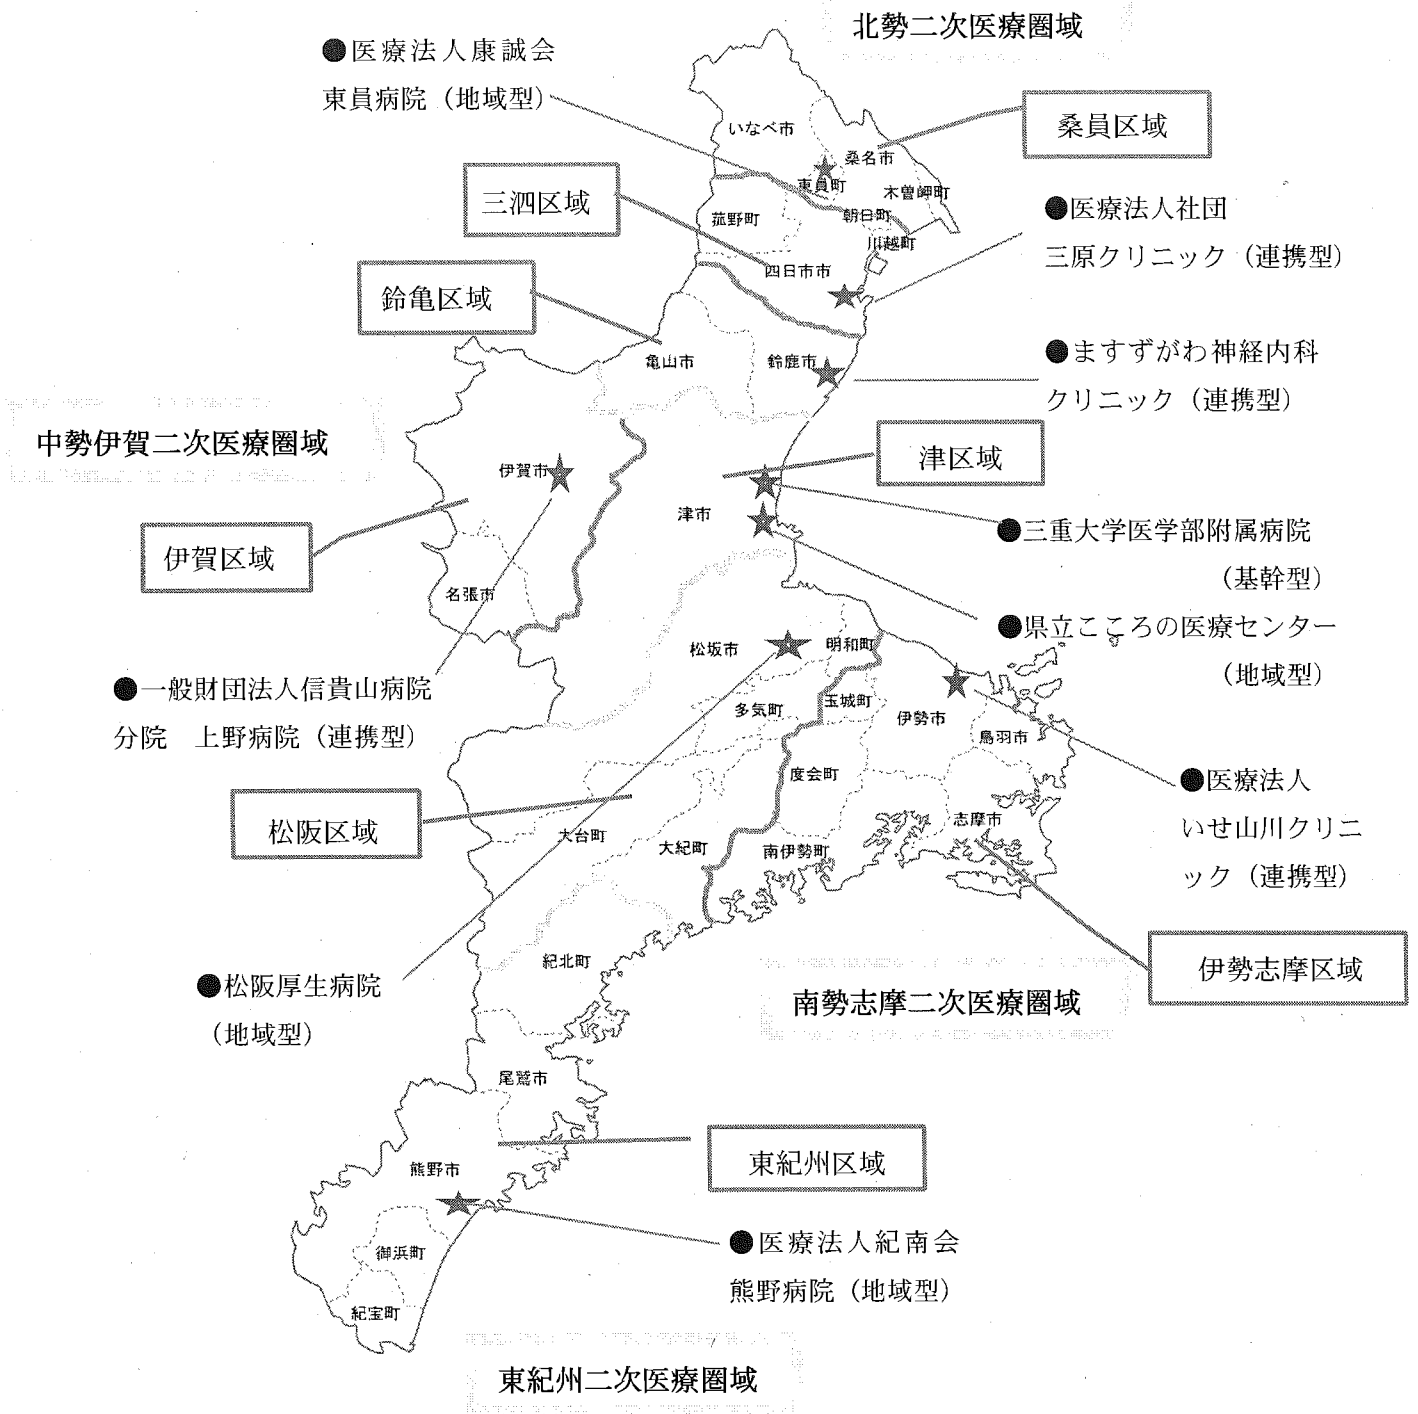 北勢二次医療圏域
●医療法人康誠会
東員病院（地域型）
桑員区域
いなべ市
桑名市
東員町
木曽岬町
三泗区域
菰野町
朝日町
川越町
●医療法人社団
三原クリニック（連携型）
四日市市
鈴亀区域
亀山市
鈴鹿市
●ますずがわ神経内科
クリニック（連携型）
中勢伊賀二次医療圏域
津区域
伊賀市
津市
●三重大学医学部附属病院
（基幹型）
伊賀区域
名張市
●県立こころの医療センター
（地域型）
松坂市
明和町
●一般財団法人信貴山病院
分院　上野病院（連携型）
多気町
玉城町
伊勢市
鳥羽市
度会町
●医療法人
いせ山川クリニ
ック（連携型）
松阪区域
大台町
大紀町
南伊勢町
志摩市
伊勢志摩区域
紀北町
●松阪厚生病院
（地域型）
南勢志摩二次医療圏域
尾鷲市
東紀州区域
熊野市
●医療法人紀南会
熊野病院（地域型）
御浜町
紀宝町
東紀州二次医療圏域